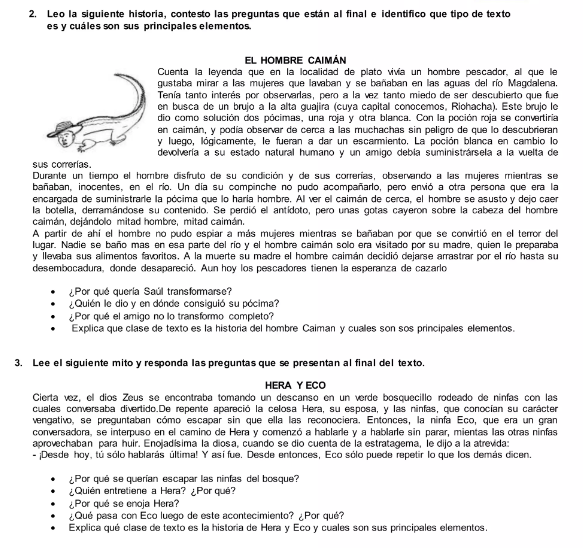 2. Leo la siguiente historia, contesto las preguntas que están al final e identifico que tipo de texto
es y cuáles son sus principales elementos.
EL HOMBRE CAIMÁN
Cuenta la leyenda que en la localidad de plato vivía un hombre pescador, al que le
gustaba mirar a las mujeres que lavaban y se bañaban en las aguas del río Magdalena.
Tenía tanto interés por observarlas, pero a la vez tanto miedo de ser descubierto que fue
en busca de un brujo a la alta guajira (cuya capital conocemos, Riohacha). Este brujo le
dio como solución dos pócimas, una roja y otra blanca. Con la poción roja se convertiría
en caimán, y podía observar de cerca a las muchachas sin peligro de que lo descubrieran
y luego, lógicamente, le fueran a dar un escarmiento. La poción blanca en cambio lo
devolvería a su estado natural humano y un amigo debía suministrársela a la vuelta de
sus correrías.
Durante un tiempo el hombre disfruto de su condición y de sus correrías, observando a las mujeres mientras se
bañaban, inocentes, en el río. Un día su compinche no pudo acompañarlo, pero envió a otra persona que era la
encargada de suministrarle la pócima que lo haría hombre. Al ver el caimán de cerca, el hombre se asusto y dejo caer
la botella, derramándose su contenido. Se perdió el antídoto, pero unas gotas cayeron sobre la cabeza del hombre
caimán, dejándolo mitad hombre, mitad caimán.
A partir de ahí el hombre no pudo espiar a más mujeres mientras se bañaban por que se convirtió en el terror del
lugar. Nadie se baño mas en esa parte del río y el hombre caimán solo era visitado por su madre, quien le preparaba
y llevaba sus alimentos favoritos. A la muerte su madre el hombre caimán decidió dejarse arrastrar por el río hasta su
desembocadura, donde desapareció. Aun hoy los pescadores tienen la esperanza de cazarlo
• ¿Por qué quería Saúl transformarse?
• ¿Quién le dio y en dónde consiguió su pócima?
• ¿Por qué el amigo no lo transformo completo?
• Explica que clase de texto es la historia del hombre Caiman y cuales son sos principales elementos.
3. Lee el siguiente mito y responda las preguntas que se presentan al final del texto.
HERA Y ECO
Cierta vez, el dios Zeus se encontraba tomando un descanso en un verde bosquecillo rodeado de ninfas con las
cuales conversaba divertido.De repente apareció la celosa Hera, su esposa, y las ninfas, que conocían su carácter
vengativo, se preguntaban cómo escapar sin que ella las reconociera. Entonces, la ninfa Eco, que era un gran
conversadora, se interpuso en el camino de Hera y comenzó a hablarle y a hablarle sin parar, mientas las otras ninfas
aprovechaban para huir. Enojadísima la diosa, cuando se dio cuenta de la estratagema, le dijo a la atrevida:
- ¡Desde hoy, tú sólo hablarás última! Y así fue. Desde entonces, Eco sólo puede repetir lo que los demás dicen.
• ¿Por qué se querían escapar las ninfas del bosque?
• ¿Quién entretiene a Hera? ¿Por qué?
• ¿Por qué se enoja Hera?
• ¿Qué pasa con Eco luego de este acontecimiento? ¿Por qué?
• Explica qué clase de texto es la historia de Hera y Eco y cuales son sus principales elementos.